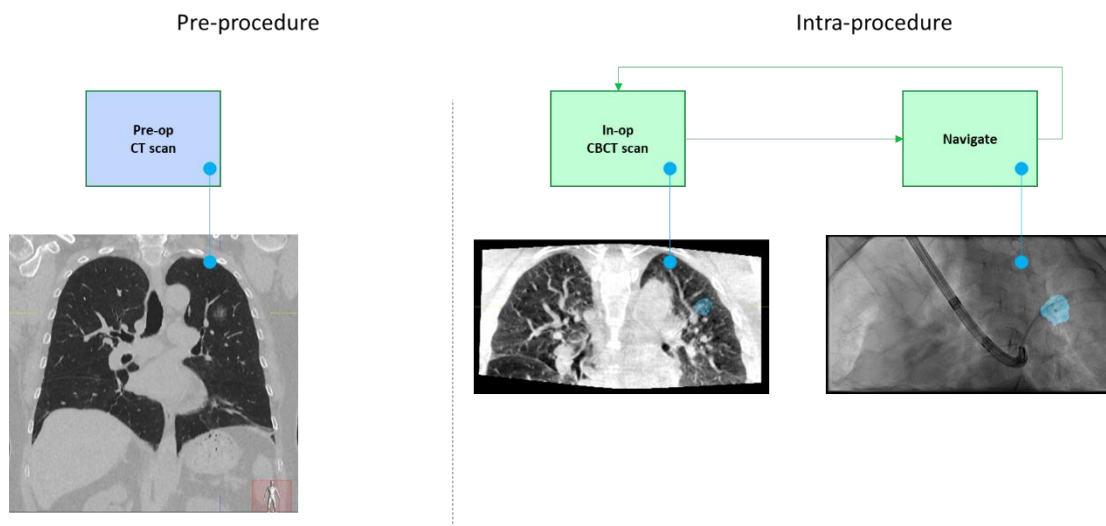 Pre-procedure
Intra-procedure
Pre-op
CT scan
In-op
CBCT scan
Navigate